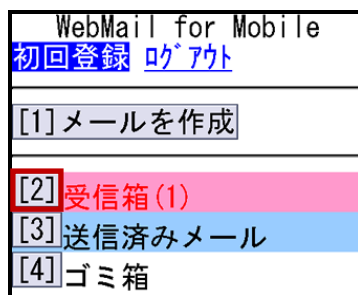 WebMail for Mobile
初回登録 ﾛｸﾞｱｳﾄ
[1]メールを作成
[2]受信箱(1)
[3]送信済みメール
[4]ゴミ箱